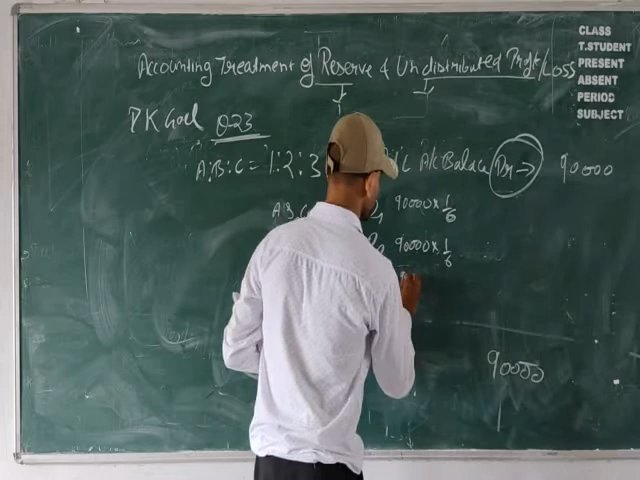 CLASS
T.STUDENT
PRESENT
ABSENT
PERIOD
SUBJECT
Accounting Treatment of Reserve & Undistributed Profit/Loss
DK Goal Q23
A:B:C = 1:2:3 A/c Balance Dr → 90000
A B C 90000 × 1/6
90000 × 1/6
90000